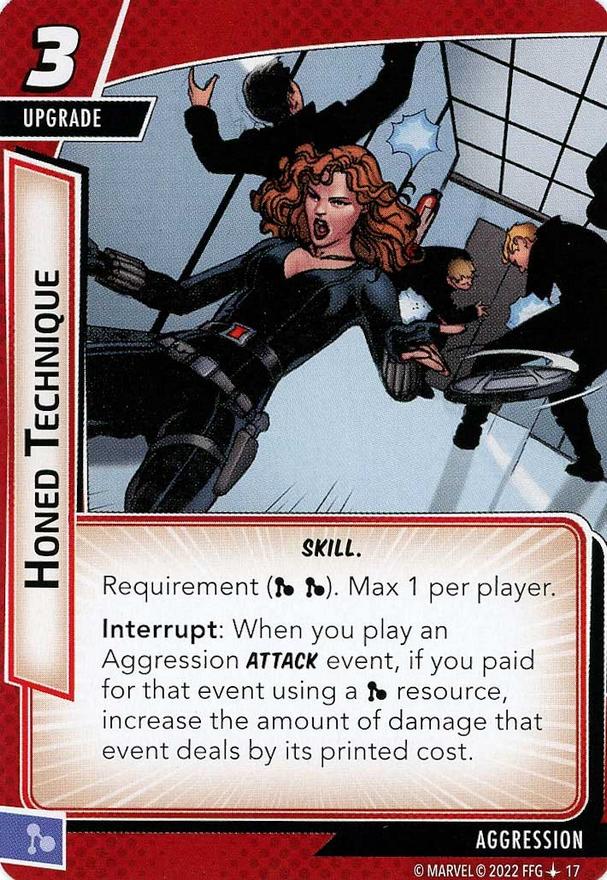 3
UPGRADE
HONED TECHNIQUE
SKILL.
Requirement ( ). Max 1 per player.
Interrupt: When you play an
Aggression ATTACK event, if you paid
for that event using a resource,
increase the amount of damage that
event deals by its printed cost.
AGGRESSION
© MARVEL © 2022 FFG 17